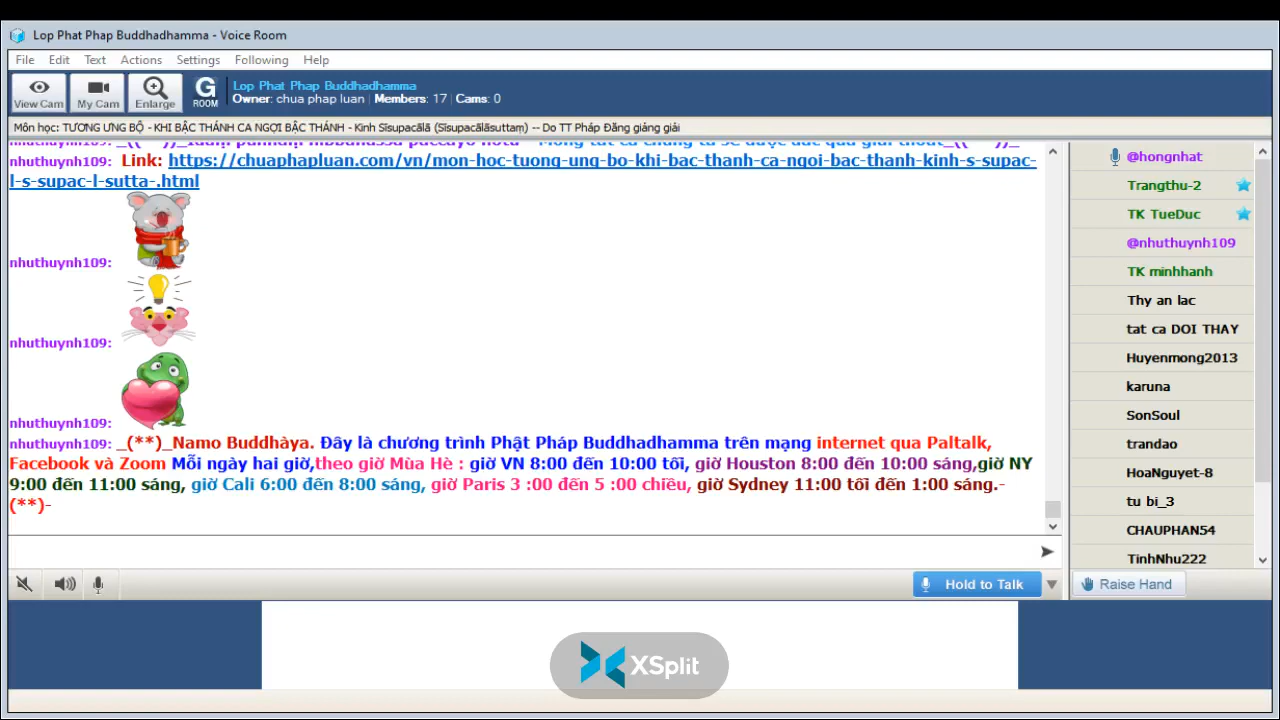 Lop Phat Phap Buddhadhamma - Voice Room
File Edit Text Actions Settings Following Help
View Cam My Cam Enlarge G ROOM
Lop Phat Phap Buddhadhamma
Owner: chua phap luan | Members: 17 | Cams: 0
Môn học: TƯƠNG ƯNG BỘ - KHI BẬC THÁNH CA NGỢI BẬC THÁNH - Kinh Sīsupacālā (Sīsupacālāsuttaṃ) -- Do TT Pháp Đăng giảng giải
nhuthuynh109: Link: https://chuaphapluan.com/vn/mon-hoc-tuong-ung-bo-khi-bac-thanh-ca-ngoi-bac-thanh-kinh-s-supac-
l-s-supac-l-sutta-.html
nhuthuynh109:
nhuthuynh109:
nhuthuynh109:
nhuthuynh109: _(**)_Namo Buddhàya. Đây là chương trình Phật Pháp Buddhadhamma trên mạng internet qua Paltalk,
Facebook và Zoom Mỗi ngày hai giờ,theo giờ Mùa Hè : giờ VN 8:00 đến 10:00 tối, giờ Houston 8:00 đến 10:00 sáng,giờ NY
9:00 đến 11:00 sáng, giờ Cali 6:00 đến 8:00 sáng, giờ Paris 3 :00 đến 5 :00 chiều, giờ Sydney 11:00 tối đến 1:00 sáng.-
(**)-
@hongnhat
Trangthu-2
TK TueDuc
@nhuthuynh109
TK minhhanh
Thy an lac
tat ca DOI THAY
Huyenmong2013
karuna
SonSoul
trandao
HoaNguyet-8
tu bi_3
CHAUPHAN54
TinhNhu222
Hold to Talk
Raise Hand
XSplit